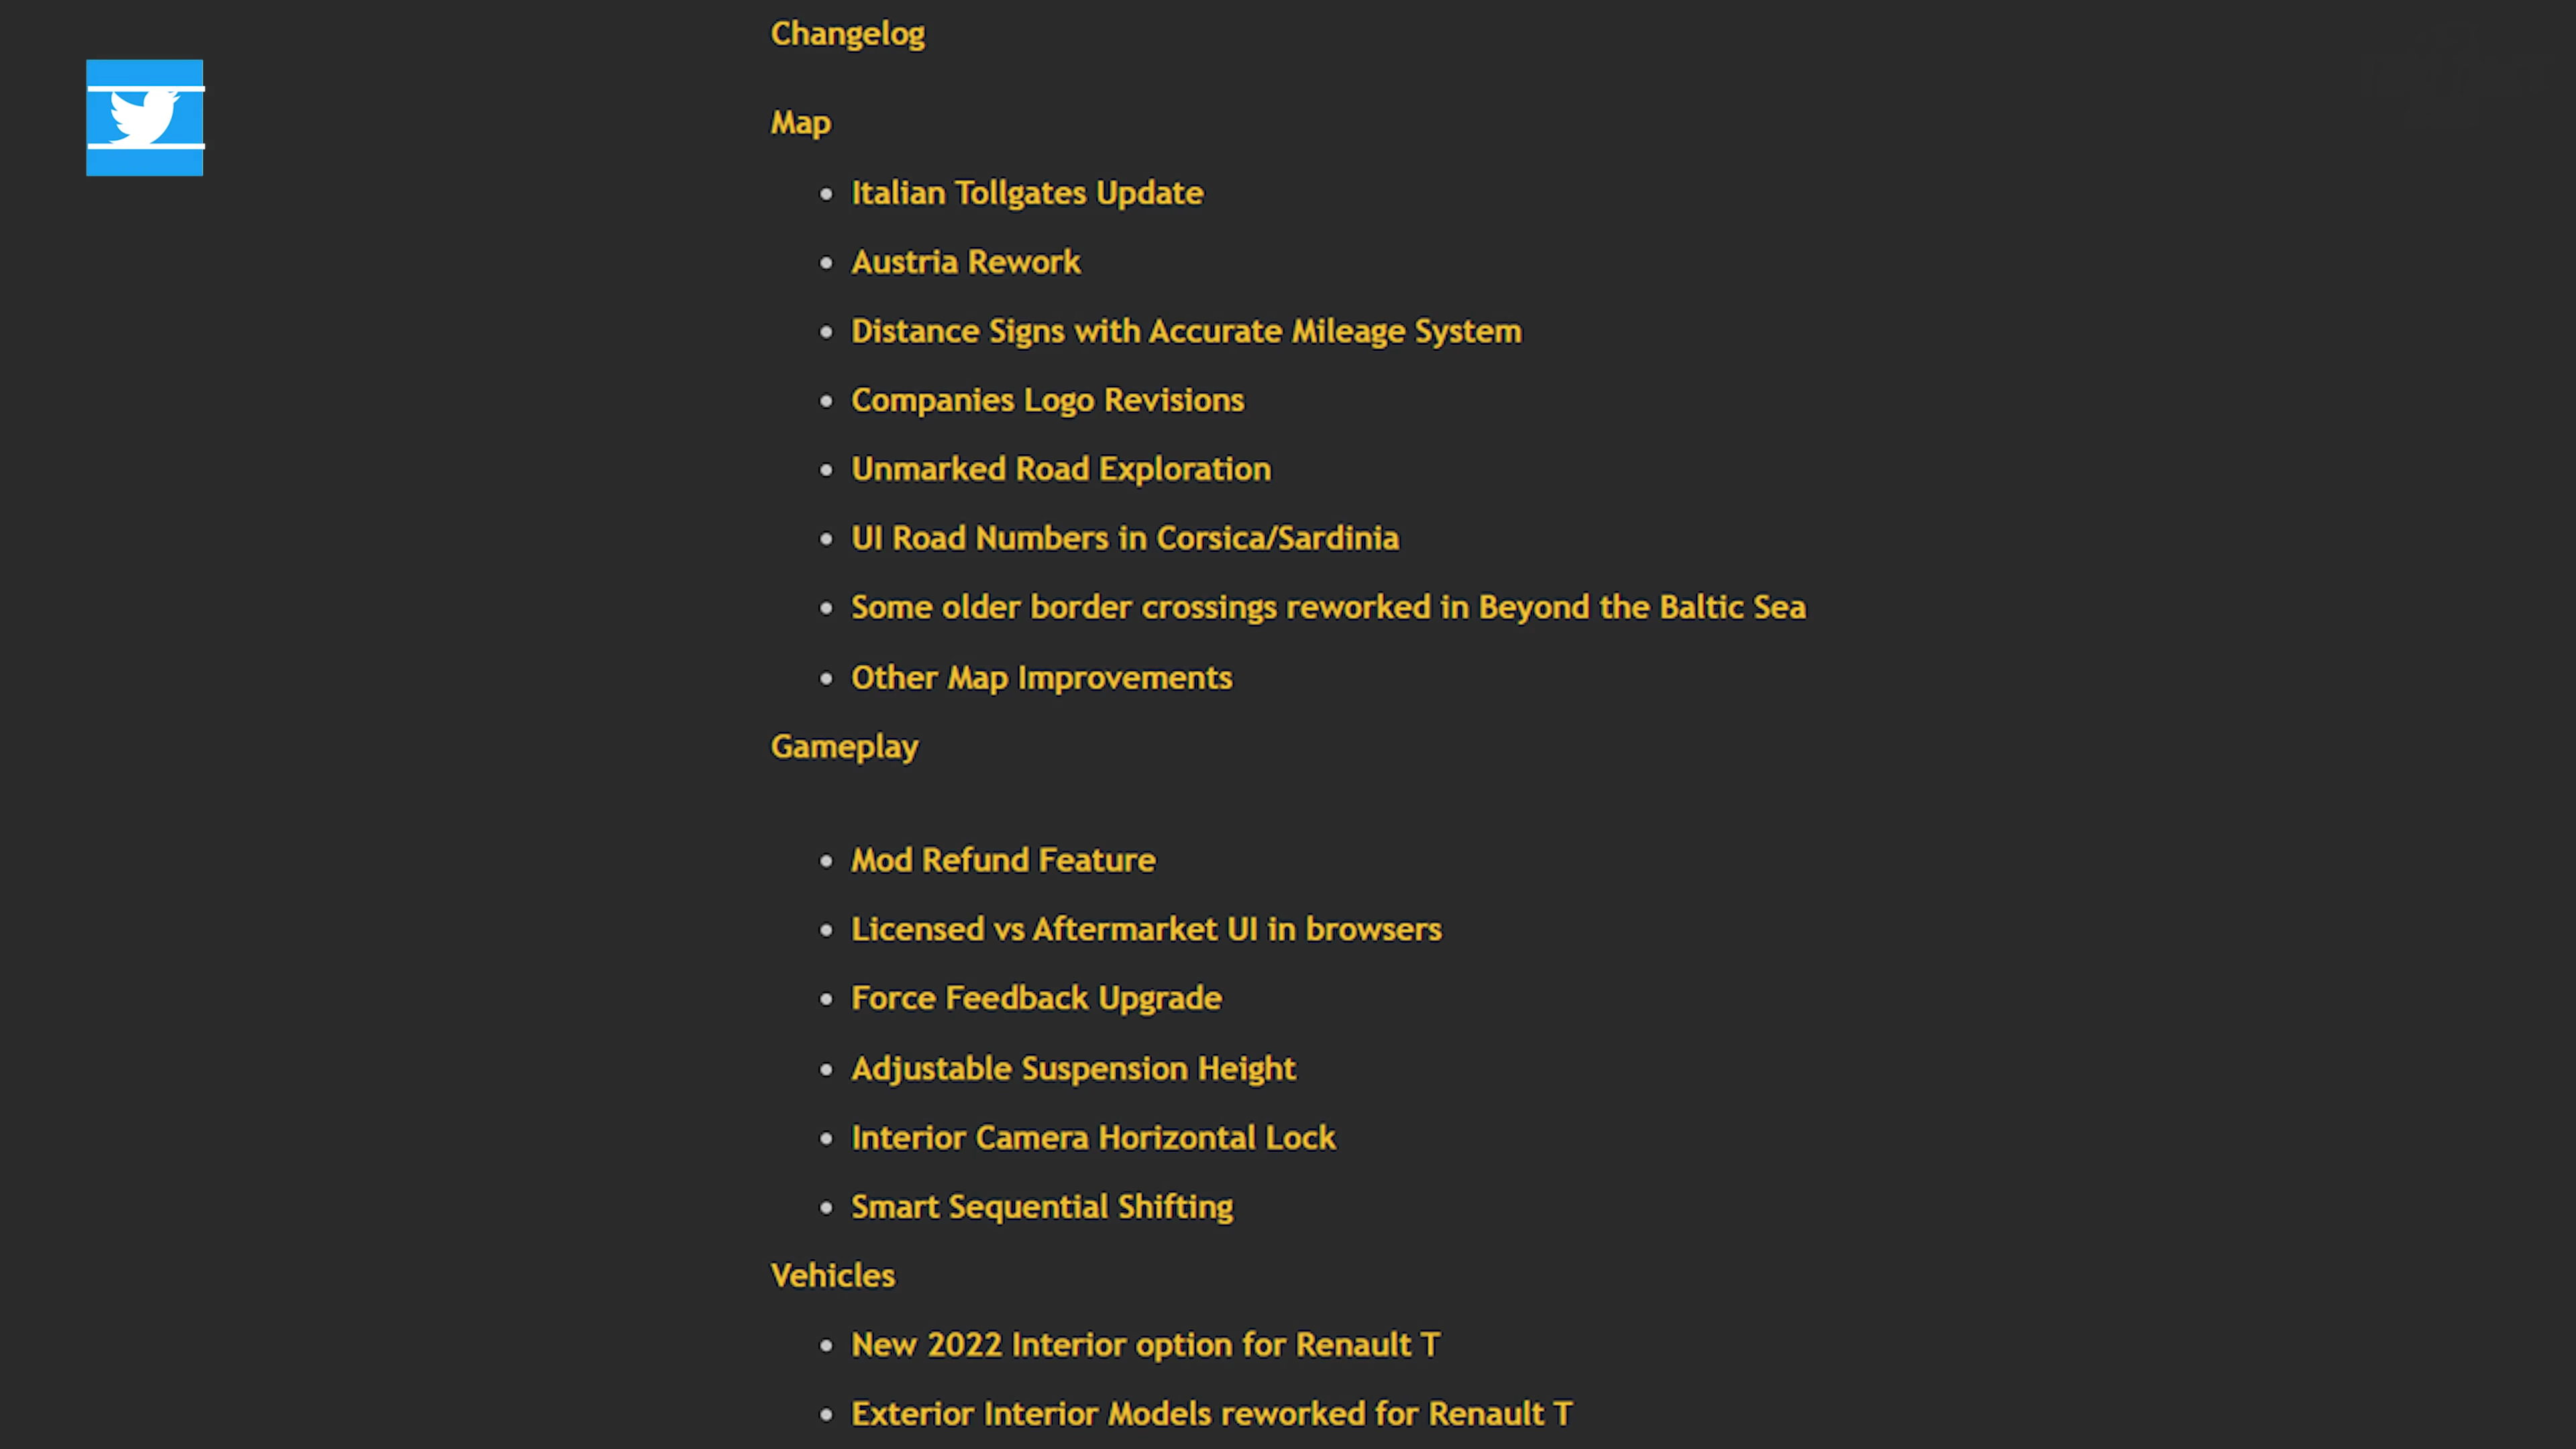 Changelog
Map
Italian Tollgates Update
Austria Rework
Distance Signs with Accurate Mileage System
Companies Logo Revisions
Unmarked Road Exploration
UI Road Numbers in Corsica/Sardinia
Some older border crossings reworked in Beyond the Baltic Sea
Other Map Improvements
Gameplay
Mod Refund Feature
Licensed vs Aftermarket UI in browsers
Force Feedback Upgrade
Adjustable Suspension Height
Interior Camera Horizontal Lock
Smart Sequential Shifting
Vehicles
New 2022 Interior option for Renault T
Exterior Interior Models reworked for Renault T